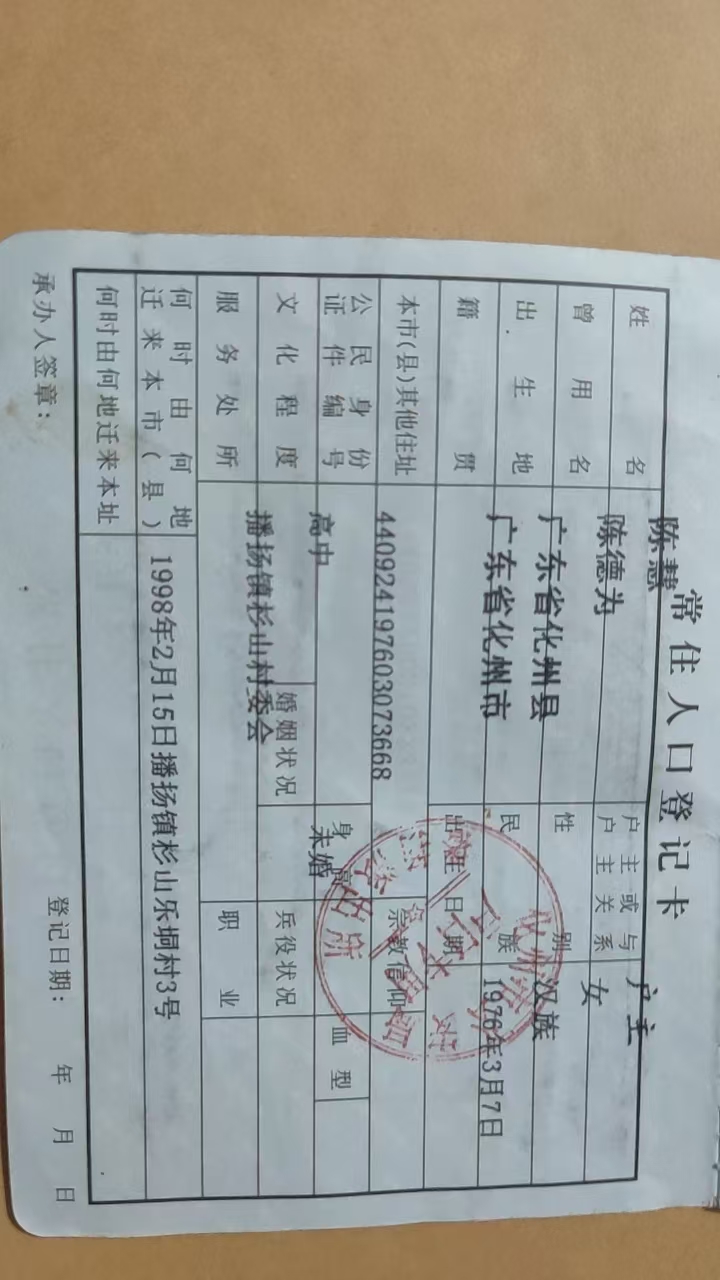 常住人口登记卡
姓名 陈慧 户主或与户主关系 户主
曾用名 陈德为 性别 女
出生地 广东省化州县 民族 汉族
籍贯 广东省化州市 出生日期 1976年3月7日
本市(县)其他住址 宗教信仰
公民身份证件编号 440924197603073668 身高 血型
文化程度 高中 婚姻状况 未婚 兵役状况
服务处所 播扬镇杉山村委会 职业
何时由何地迁来本市(县) 1998年2月15日播扬镇杉山乐垌村3号
何时由何地迁来本址
承办人签章: 登记日期: 年 月 日